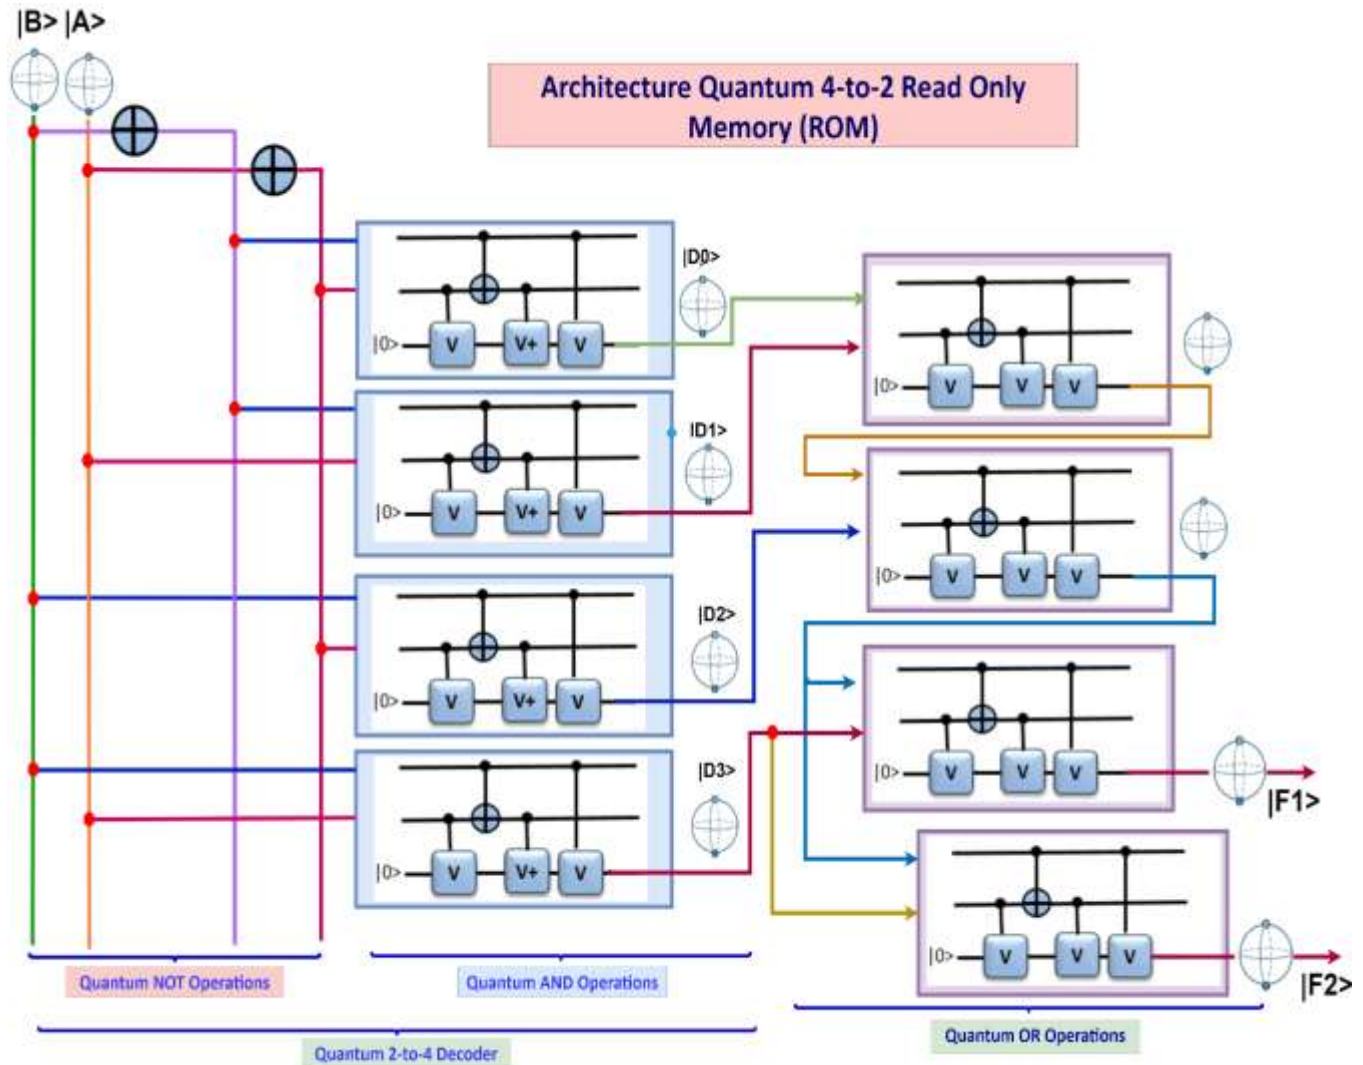 |B> |A>
Architecture Quantum 4-to-2 Read Only
Memory (ROM)
|D0>
|0> V V+ V
|0> V V V
ID1>
|0> V V+ V
|0> V V V
|D2>
|0> V V+ V
|0> V V V
|F1>
|D3>
|0> V V+ V
|0> V V V
|F2>
Quantum NOT Operations
Quantum AND Operations
Quantum OR Operations
Quantum 2-to-4 Decoder